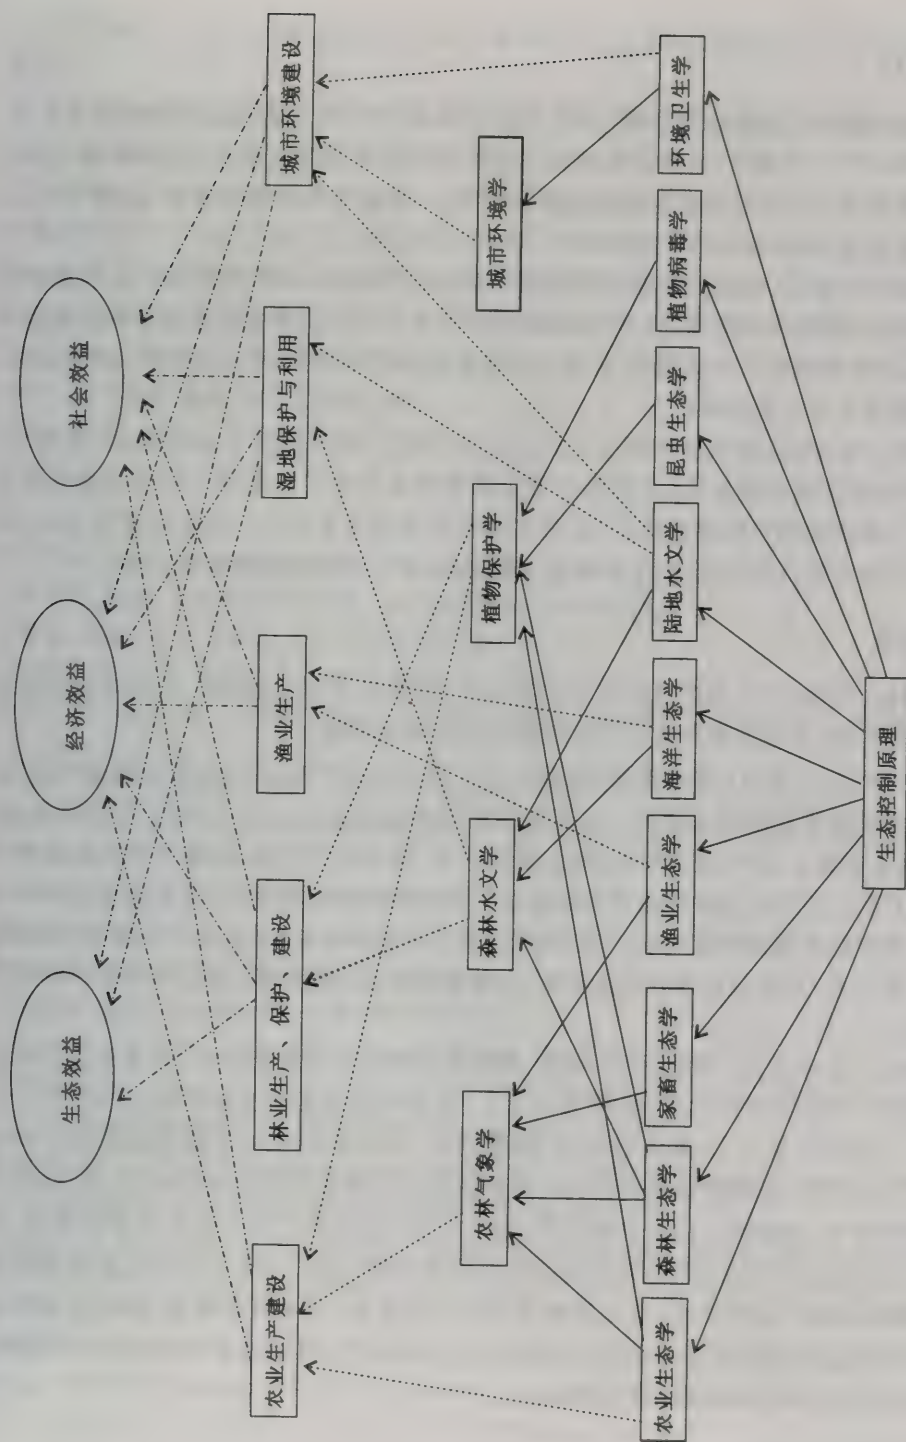 生态效益
经济效益
社会效益
农业生产建设
林业生产、保护、建设
渔业生产
湿地保护与利用
城市环境建设
农林气象学
森林水文学
植物保护学
城市环境学
农业生态学
森林生态学
家畜生态学
渔业生态学
海洋生态学
陆地水文学
昆虫生态学
植物病毒学
环境卫生学
生态控制原理